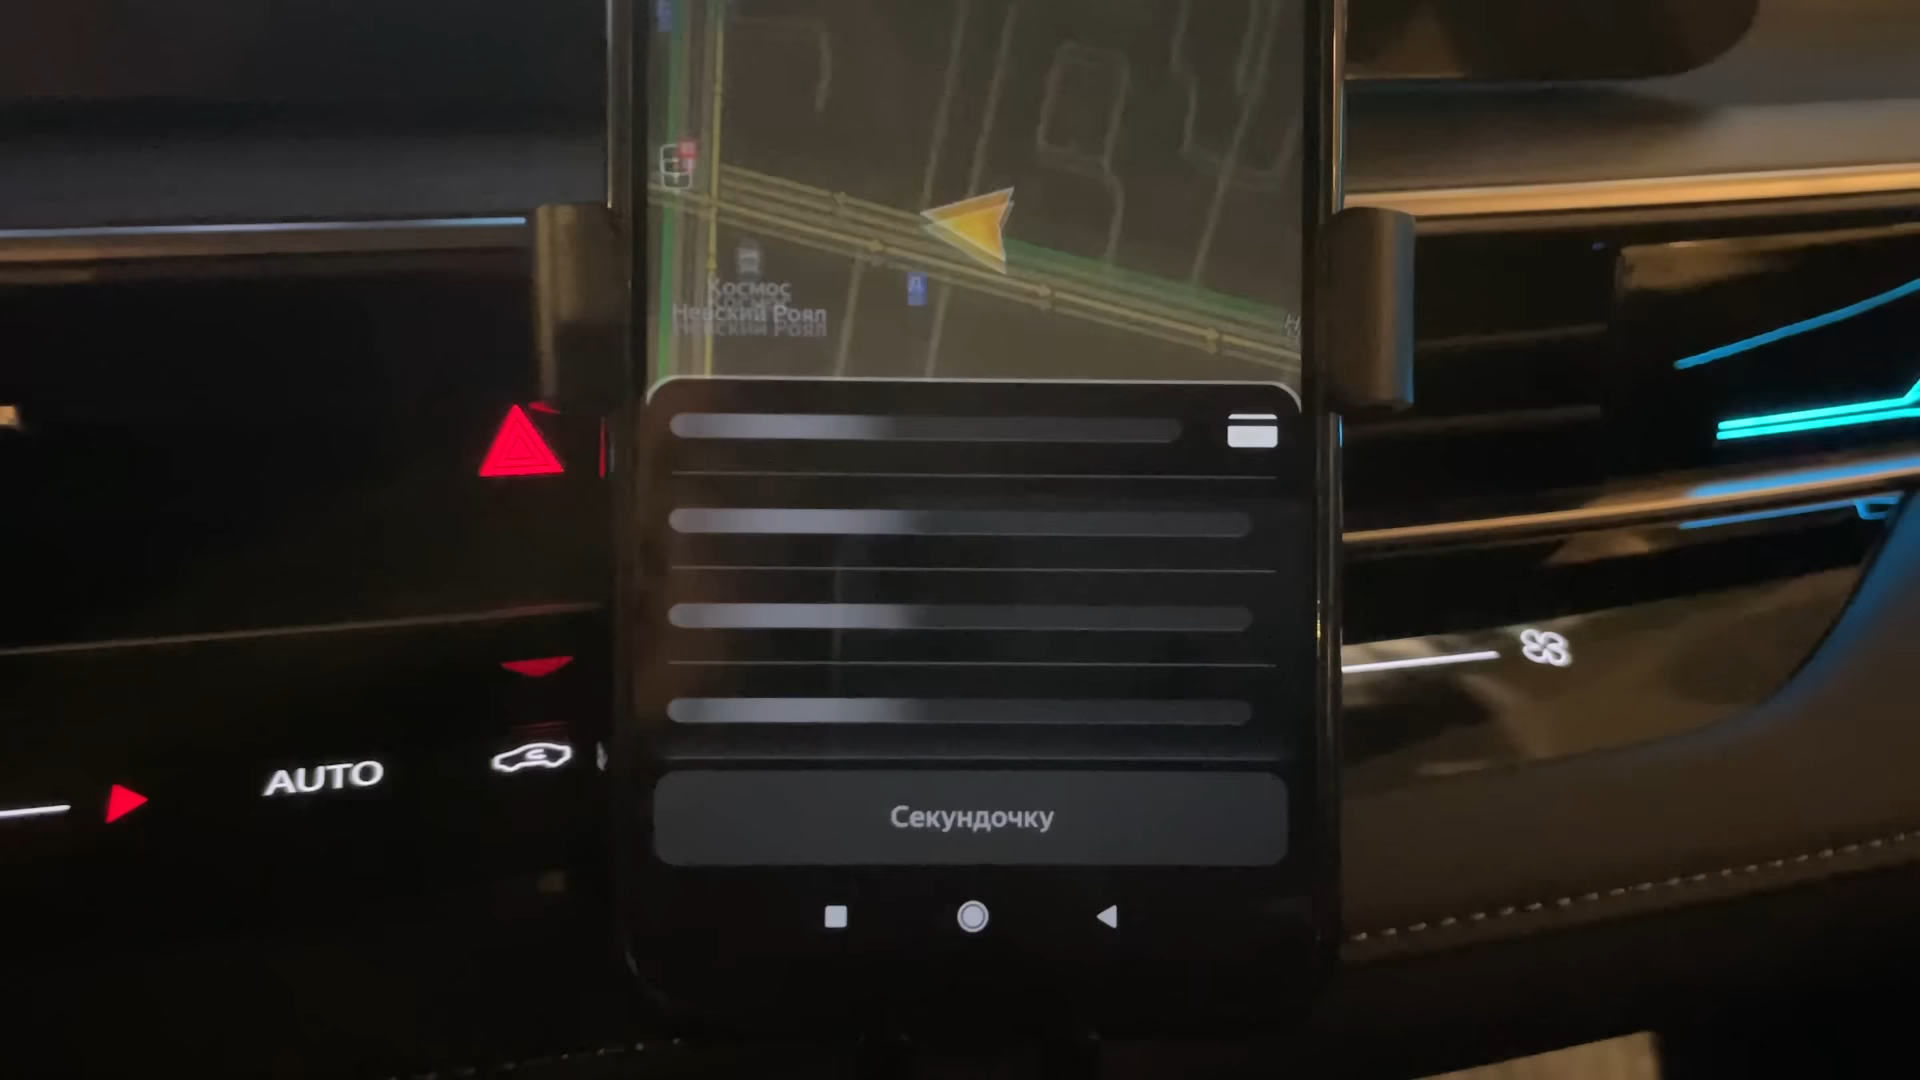 Космос
Невский Роял
Д
Н
Секундочку
AUTO